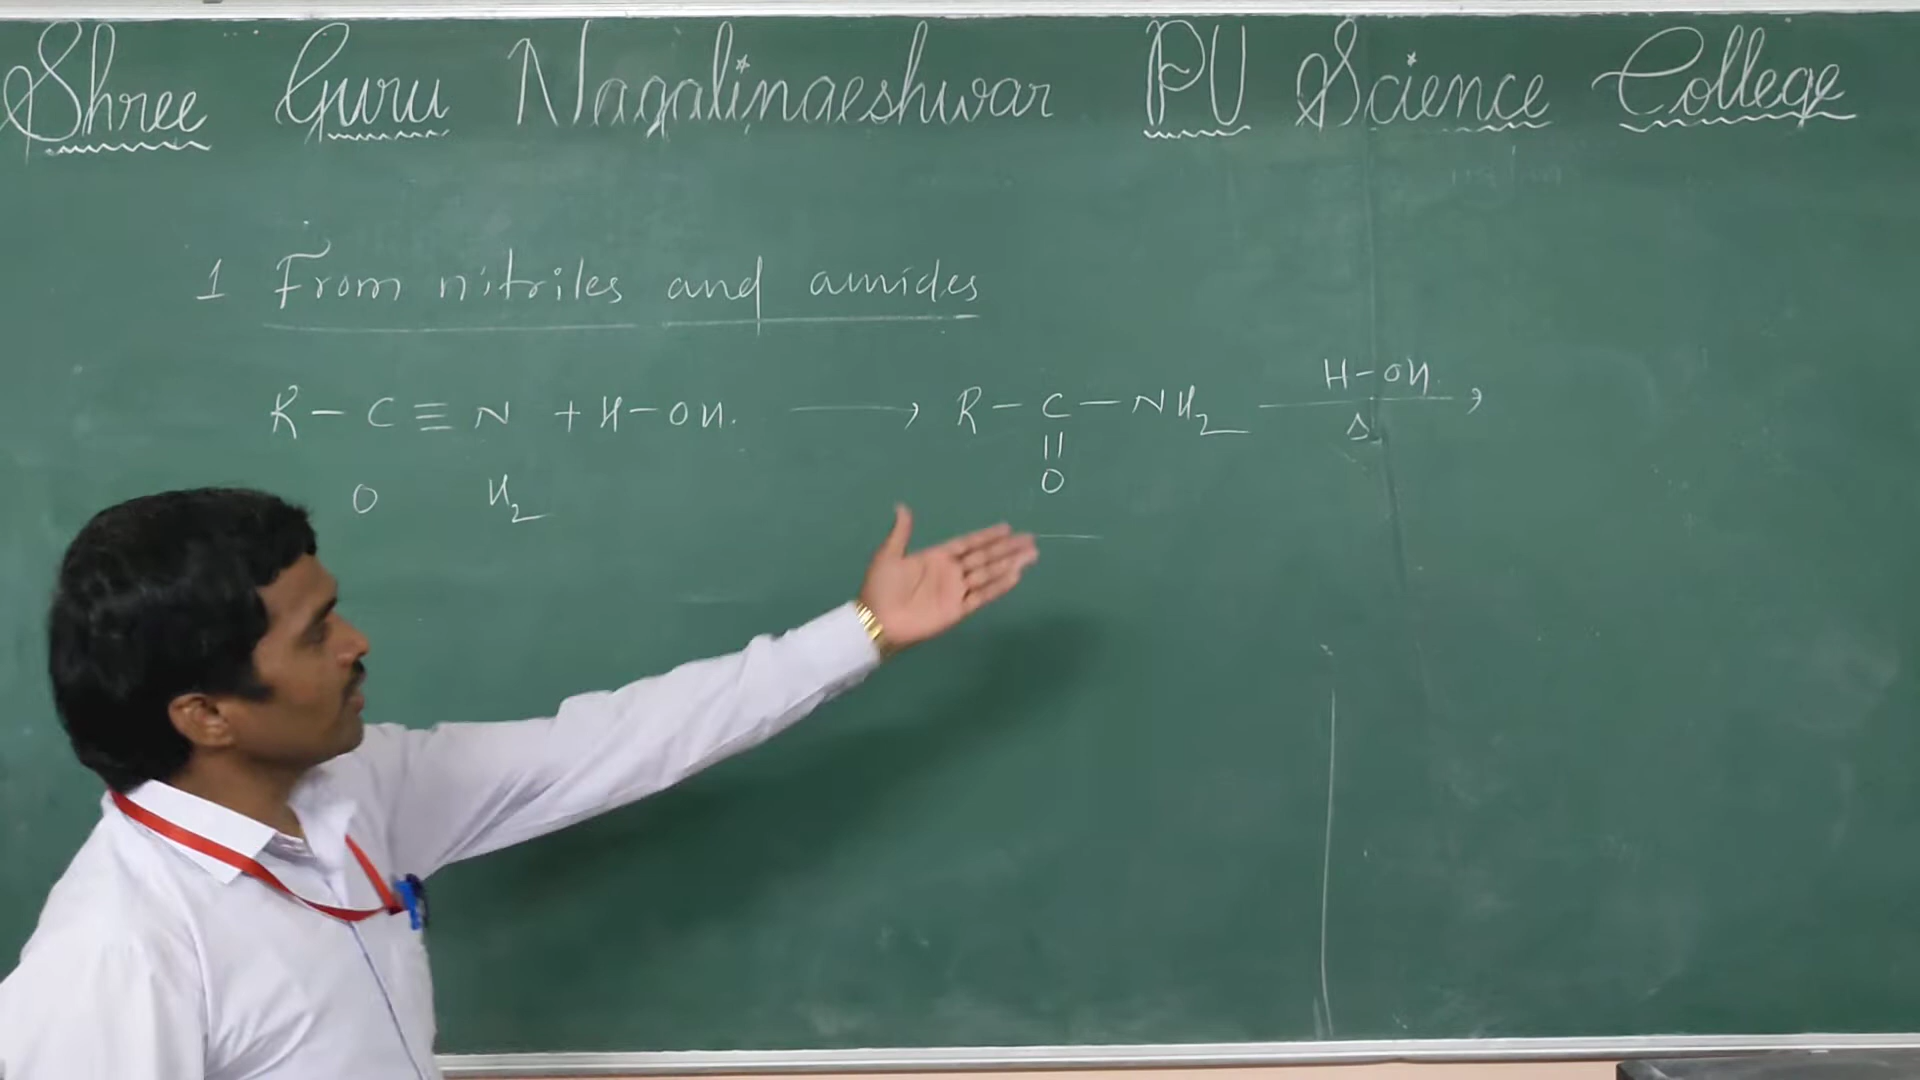 Shree Guru Nagalinaeshwar PU Science College
1 From nitriles and amides
R - C ≡ N + H - OH. → R - C - NH2 H-OH. Δ →
O H2 || O